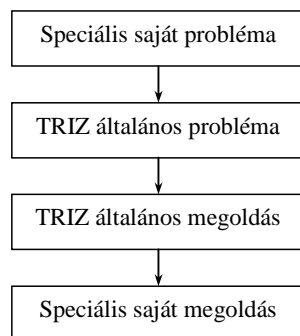 Speciális saját probléma
TRIZ általános probléma
TRIZ általános megoldás
Speciális saját megoldás